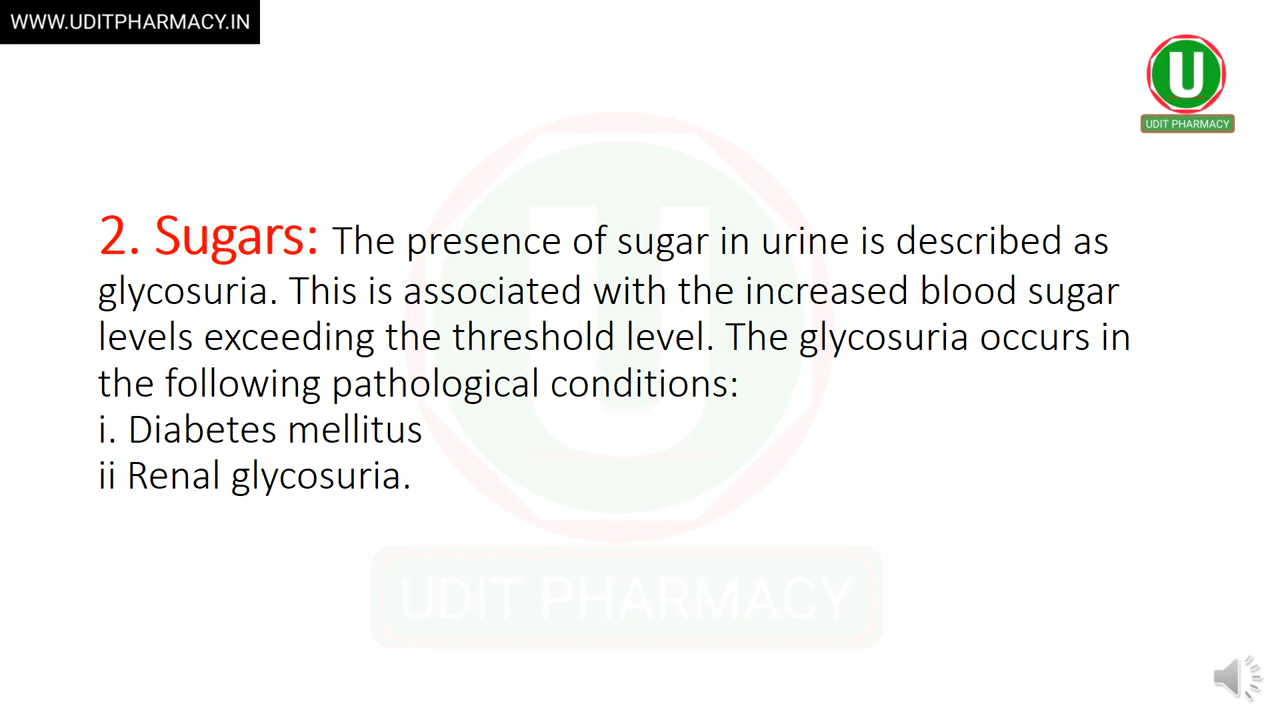 WWW.UDITPHARMACY.IN
U
UDIT PHARMACY
2. Sugars: The presence of sugar in urine is described as
glycosuria. This is associated with the increased blood sugar
levels exceeding the threshold level. The glycosuria occurs in
the following pathological conditions:
i. Diabetes mellitus
ii Renal glycosuria.
U
UDIT PHARMACY